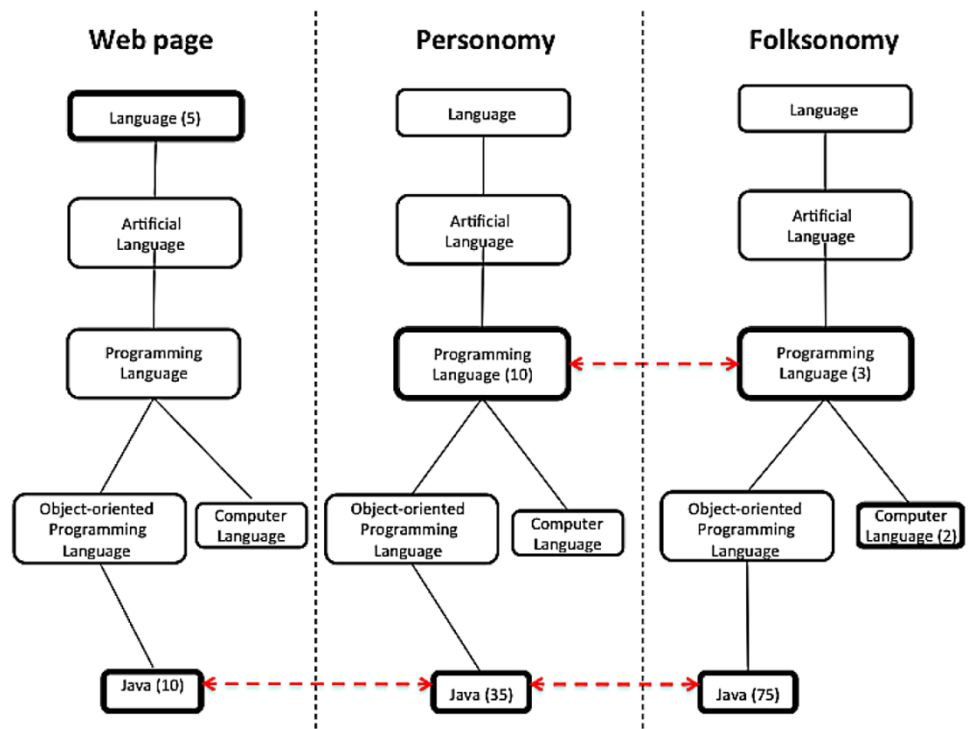 Web page
Personomy
Folksonomy
Language (5)
Language
Language
Artificial
Language
Artificial
Language
Artificial
Language
Programming
Language
Programming
Language (10)
Programming
Language (3)
Object-oriented
Programming
Language
Computer
Language
Object-oriented
Programming
Language
Computer
Language
Object-oriented
Programming
Language
Computer
Language (2)
Java (10)
Java (35)
Java (75)